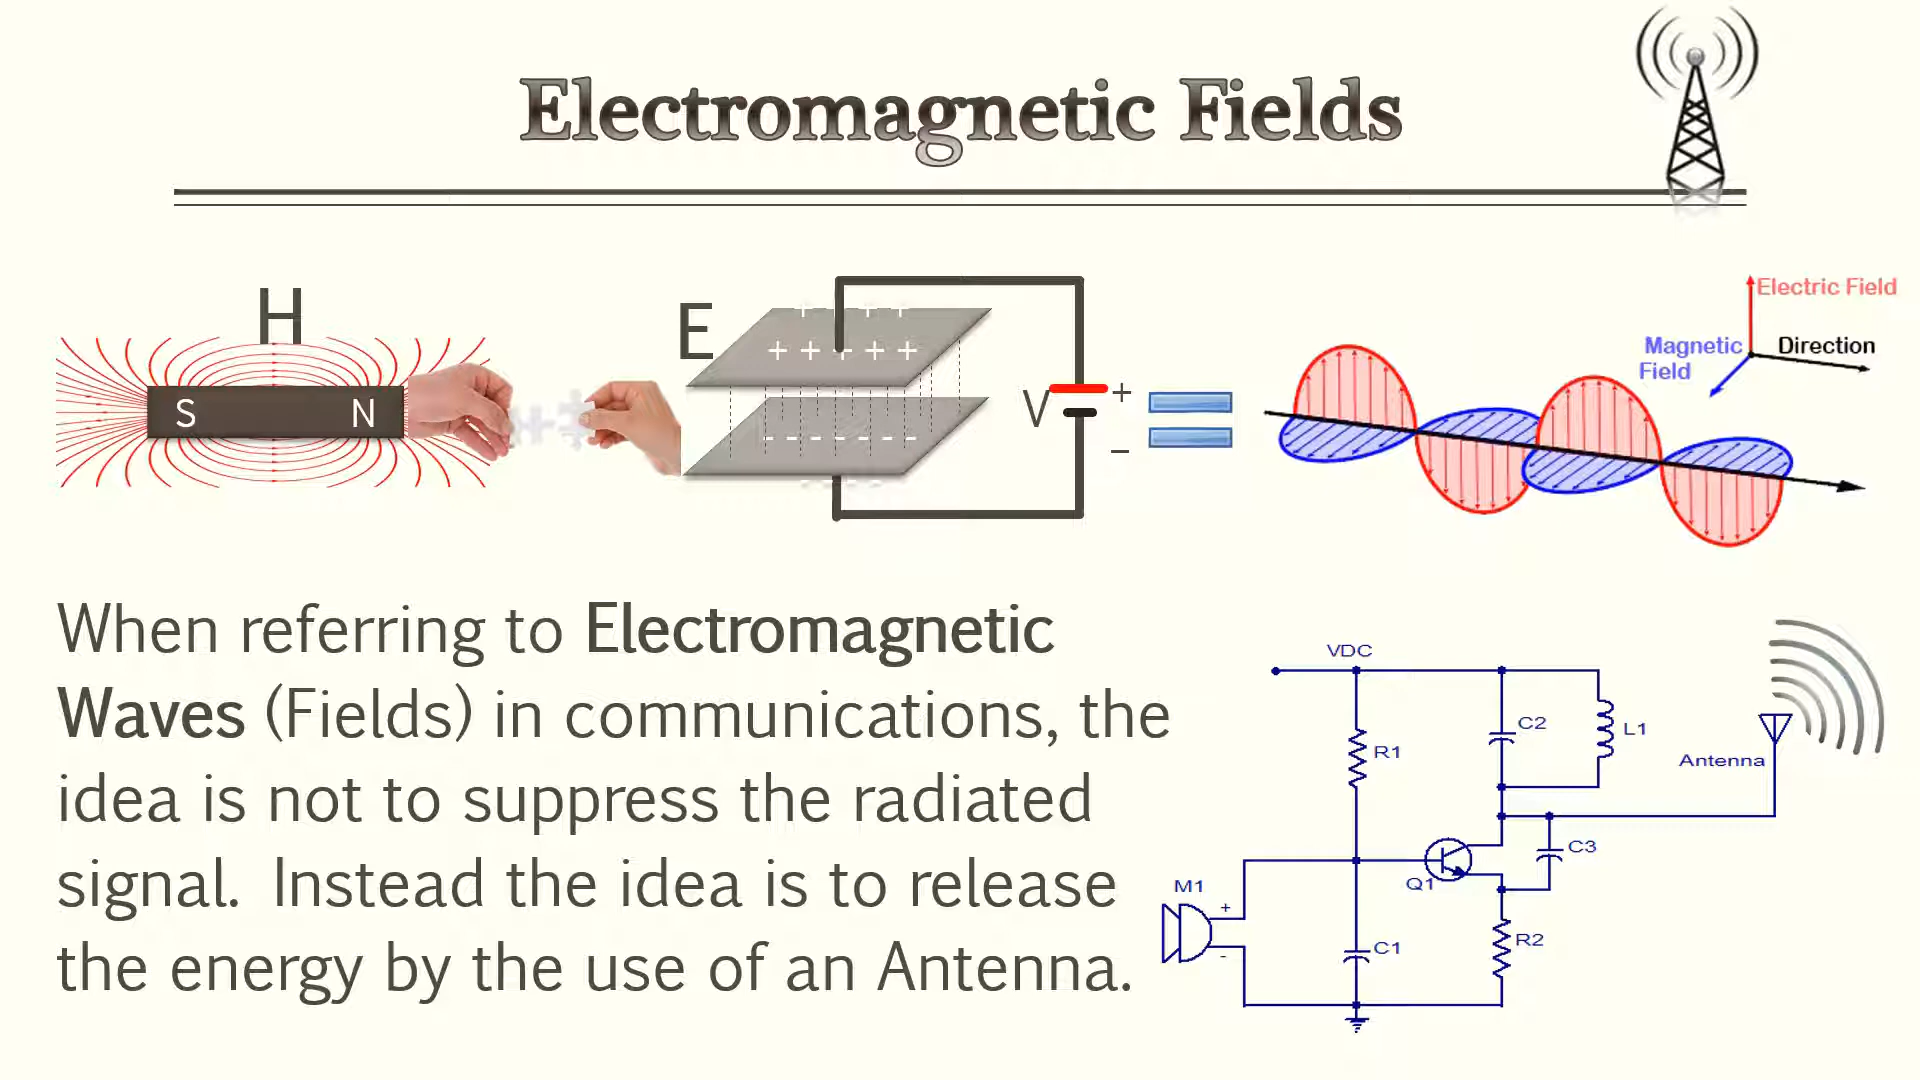 Electromagnetic Fields
H
S N
E
+ + +
+ + + + +
- - - - - - -
V + −
Electric Field
Magnetic Field
Direction
When referring to Electromagnetic
Waves (Fields) in communications, the
idea is not to suppress the radiated
signal. Instead the idea is to release
the energy by the use of an Antenna.
VDC
R1
C2
L1
Antenna
C3
Q1
M1
+
-
C1
R2